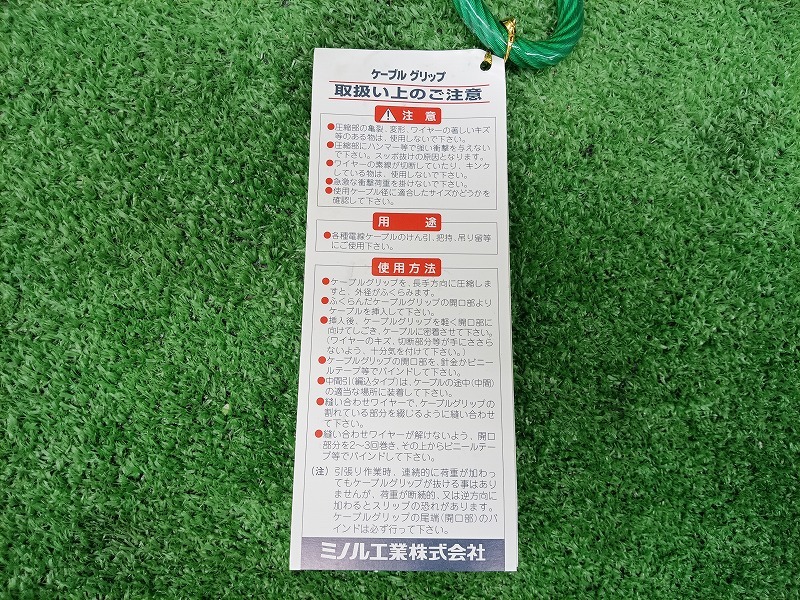 ケーブル グリップ
取扱い上のご注意
注意
●圧縮部の亀裂、変形、ワイヤーの著しいキズ
等のある物は、使用しないで下さい。
●圧縮部にハンマー等で強い衝撃を与えない
で下さい。スッポ抜けの原因となります。
●ワイヤーの素線が切断していたり、キンク
している物は、使用しないで下さい。
●急激な衝撃荷重を掛けないで下さい。
●使用ケーブル径に適合したサイズかどうかを
確認して下さい。
用途
●各種電線ケーブルのけん引、把持、吊り留等
にご使用下さい。
使用方法
●ケーブルグリップを、長手方向に圧縮しま
すと、外径がふくらみます。
●ふくらんだケーブルグリップの開口部より
ケーブルを挿入して下さい。
●挿入後、ケーブルグリップを軽く開口部に
向けてしごき、ケーブルに密着させて下さい。
(ワイヤーのキズ、切断部分等が手にささら
ないよう、十分気を付けて下さい。)
●ケーブルグリップの開口部を、針金かビニー
ルテープ等でバインドして下さい。
●中間引(編込タイプ)は、ケーブルの途中(中間)
の適当な場所に装着して下さい。
●縫い合わせワイヤーで、ケーブルグリップの
割れている部分を綴じるように縫い合わせ
て下さい。
●縫い合わせワイヤーが解けないよう、開口
部分を2〜3回巻き、その上からビニールテー
プ等でバインドして下さい。
(注) 引張り作業時、連続的に荷重が加わっ
てもケーブルグリップが抜ける事はあり
ませんが、荷重が断続的、又は逆方向に
加わるとスリップの恐れがあります。
ケーブルグリップの尾端(開口部)のバ
インドは必ず行って下さい。
ミノル工業株式会社